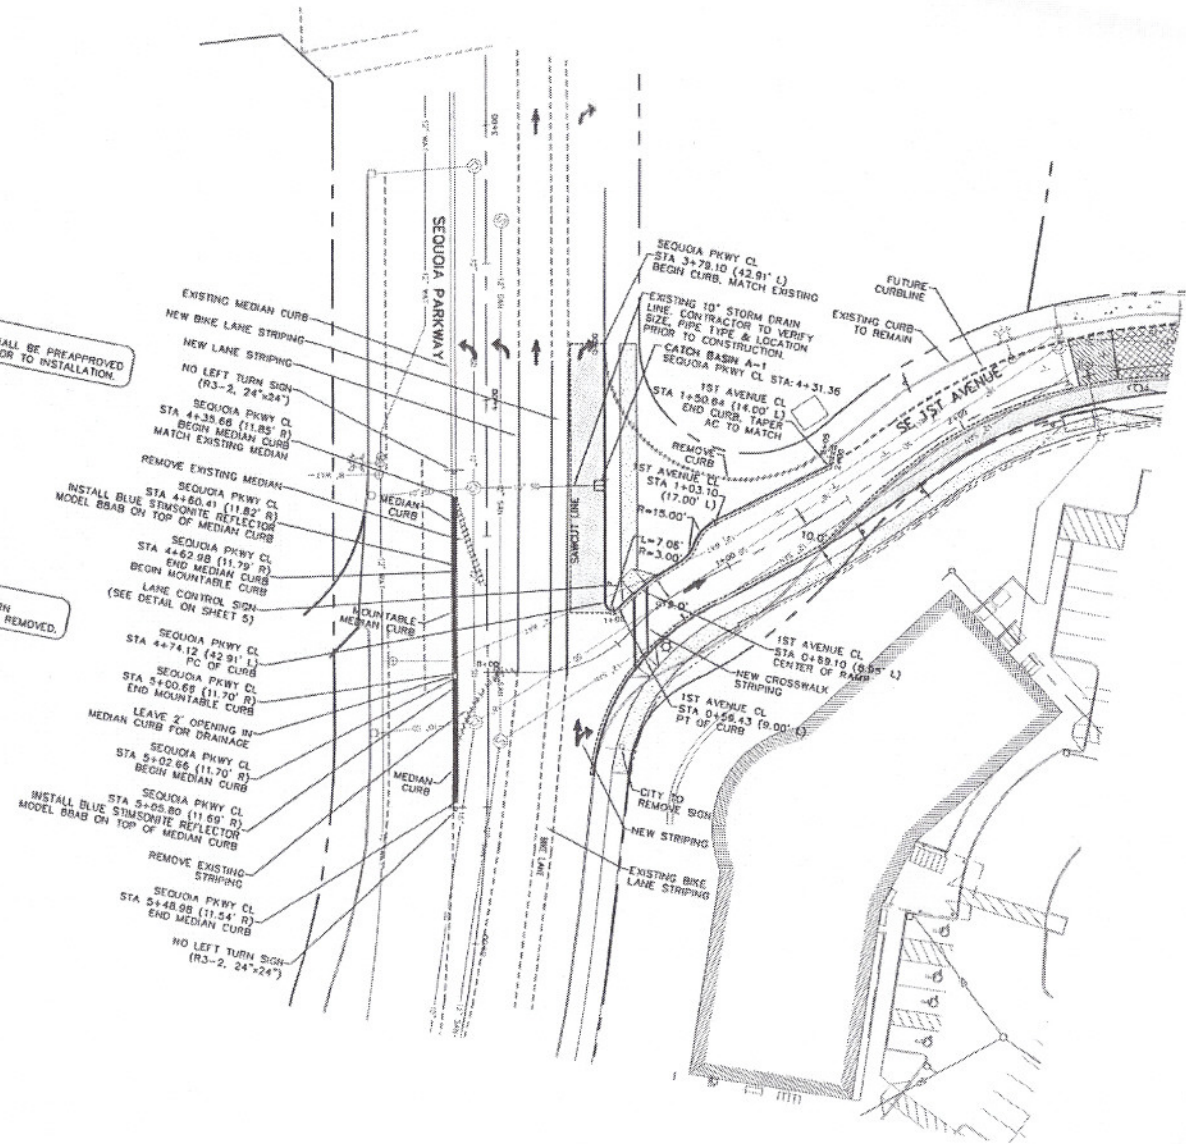 ALL BE PREAPPROVED
OR TO INSTALLATION.
REMOVED.
EXISTING MEDIAN CURB
NEW BIKE LANE STRIPING
NEW LANE STRIPING
NO LEFT TURN SIGN
(R3-2, 24"x24")
SEQUOIA PKWY CL
STA 4+35.66 (11.85' R)
BEGIN MEDIAN CURB
MATCH EXISTING MEDIAN
REMOVE EXISTING MEDIAN
SEQUOIA PKWY CL
STA 4+60.41 (11.82' R)
INSTALL BLUE STIMSONITE REFLECTOR
MODEL 88AB ON TOP OF MEDIAN CURB
SEQUOIA PKWY CL
STA 4+62.98 (11.79' R)
END MEDIAN CURB
BEGIN MOUNTABLE CURB
LANE CONTROL SIGN
(SEE DETAIL ON SHEET 5)
SEQUOIA PKWY CL
STA 4+74.12 (42.91' L)
PC OF CURB
SEQUOIA PKWY CL
STA 5+00.66 (11.70' R)
END MOUNTABLE CURB
LEAVE 2' OPENING IN
MEDIAN CURB FOR DRAINAGE
SEQUOIA PKWY CL
STA 5+02.66 (11.70' R)
BEGIN MEDIAN CURB
SEQUOIA PKWY CL
STA 5+05.80 (11.69' R)
INSTALL BLUE STIMSONITE REFLECTOR
MODEL 88AB ON TOP OF MEDIAN CURB
REMOVE EXISTING
STRIPING
SEQUOIA PKWY CL
STA 5+48.98 (11.54' R)
END MEDIAN CURB
NO LEFT TURN SIGN
(R3-2, 24"x24")
SEQUOIA PARKWAY
3+00
4+00
MEDIAN
CURB
MOUNTABLE
MEDIAN CURB
MEDIAN
CURB
SAWCUT LINE
BIKE LANE
SEQUOIA PKWY CL
STA 3+79.10 (42.91' L)
BEGIN CURB, MATCH EXISTING
EXISTING 10" STORM DRAIN
LINE. CONTRACTOR TO VERIFY
SIZE, PIPE TYPE & LOCATION
PRIOR TO CONSTRUCTION.
CATCH BASIN A-1
SEQUOIA PKWY CL STA: 4+31.36
1ST AVENUE CL
STA 1+50.64 (14.00' L)
END CURB, TAPER
AC TO MATCH
REMOVE
CURB
1ST AVENUE CL
STA 1+03.10
(17.00' L)
R=15.00'
L=7.06'
R=3.00'
FUTURE
CURBLINE
EXISTING CURB
TO REMAIN
SE 1ST AVENUE
10.0'
1ST AVENUE CL
STA 0+89.10 (6.95' L)
CENTER OF RAMP
NEW CROSSWALK
STRIPING
1ST AVENUE CL
STA 0+59.43 (9.00' L)
PT OF CURB
CITY TO
REMOVE SIGN
NEW STRIPING
EXISTING BIKE
LANE STRIPING